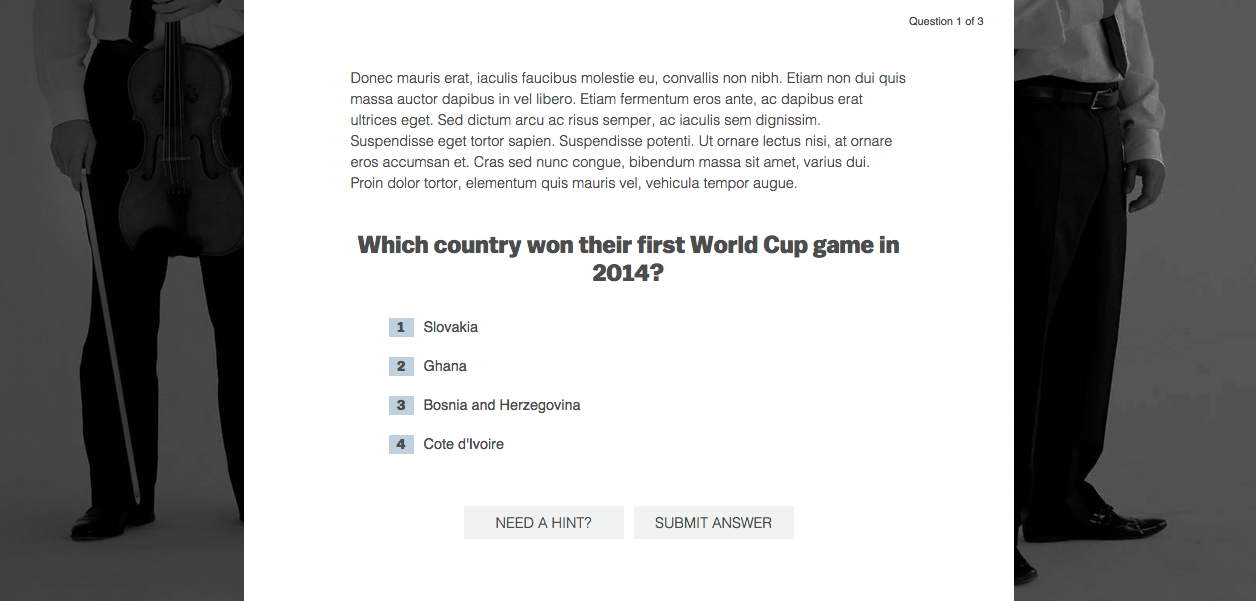 Question 1 of 3
Donec mauris erat, iaculis faucibus molestie eu, convallis non nibh. Etiam non dui quis
massa auctor dapibus in vel libero. Etiam fermentum eros ante, ac dapibus erat
ultrices eget. Sed dictum arcu ac risus semper, ac iaculis sem dignissim.
Suspendisse eget tortor sapien. Suspendisse potenti. Ut ornare lectus nisi, at ornare
eros accumsan et. Cras sed nunc congue, bibendum massa sit amet, varius dui.
Proin dolor tortor, elementum quis mauris vel, vehicula tempor augue.
Which country won their first World Cup game in
2014?
1 Slovakia
2 Ghana
3 Bosnia and Herzegovina
4 Cote d'Ivoire
NEED A HINT? SUBMIT ANSWER